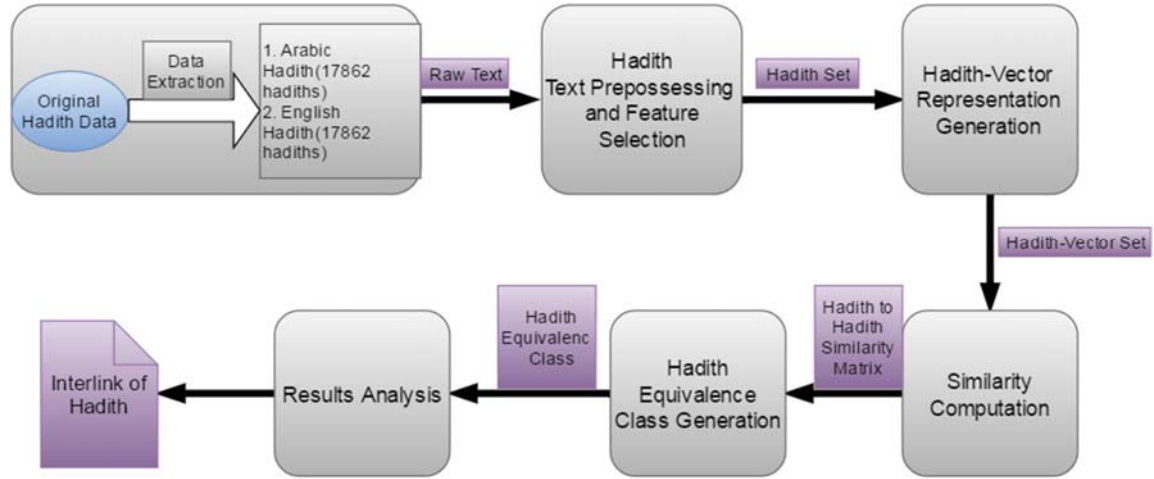 Original
Hadith Data
Data
Extraction
1. Arabic
Hadith(17862
hadiths)
2. English
Hadith(17862
hadiths)
Raw Text
Hadith
Text Prepossessing
and Feature
Selection
Hadith Set
Hadith-Vector
Representation
Generation
Hadith-Vector Set
Similarity
Computation
Hadith to
Hadith
Similarity
Matrix
Hadith
Equivalence
Class Generation
Hadith
Equivalenc
Class
Results Analysis
Interlink of
Hadith